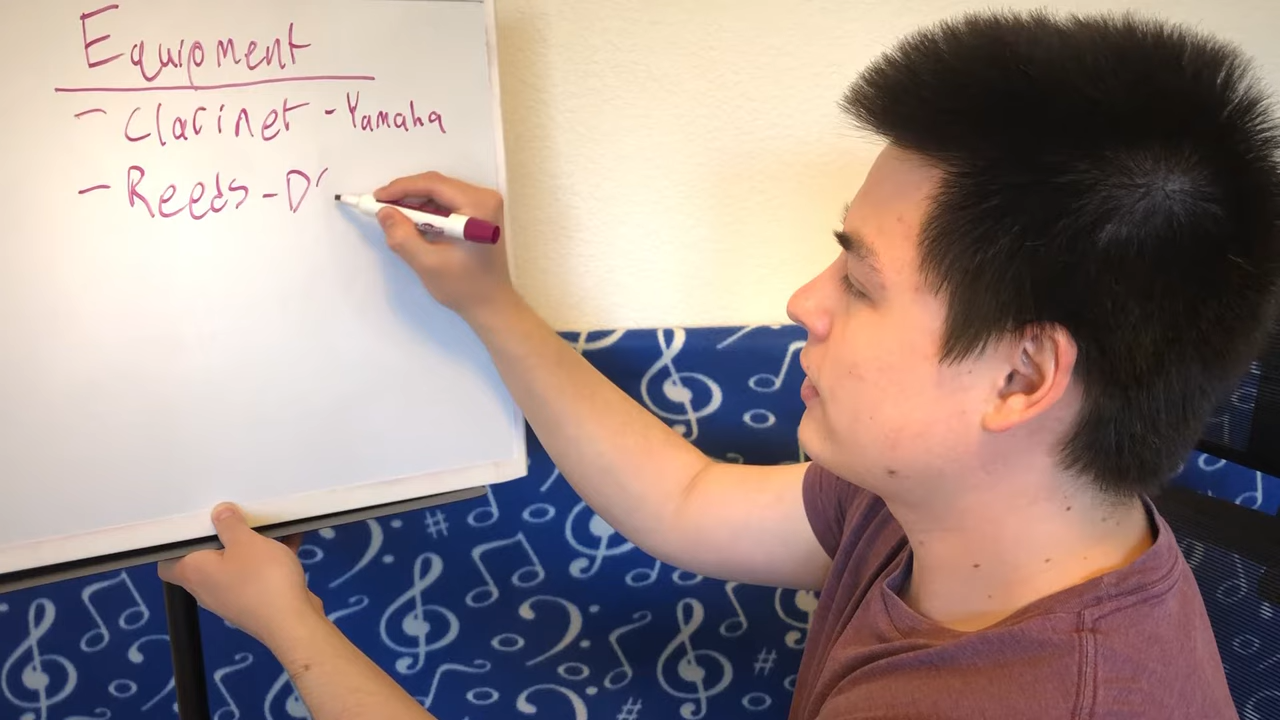 Equipment
- Clarinet - Yamaha
- Reeds - D'